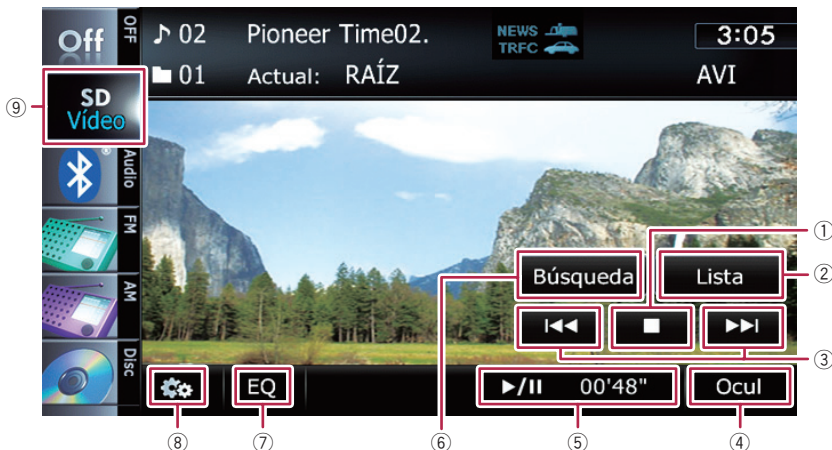 Off
OFF
♪ 02 Pioneer Time02.
NEWS
TRFC
3:05
01 Actual: RAÍZ
AVI
⑨
SD
Vídeo
Audio
FM
AM
Disc
①
Búsqueda
Lista
②
③
EQ
►/II 00'48"
Ocul
⑧
⑦
⑥
⑤
④